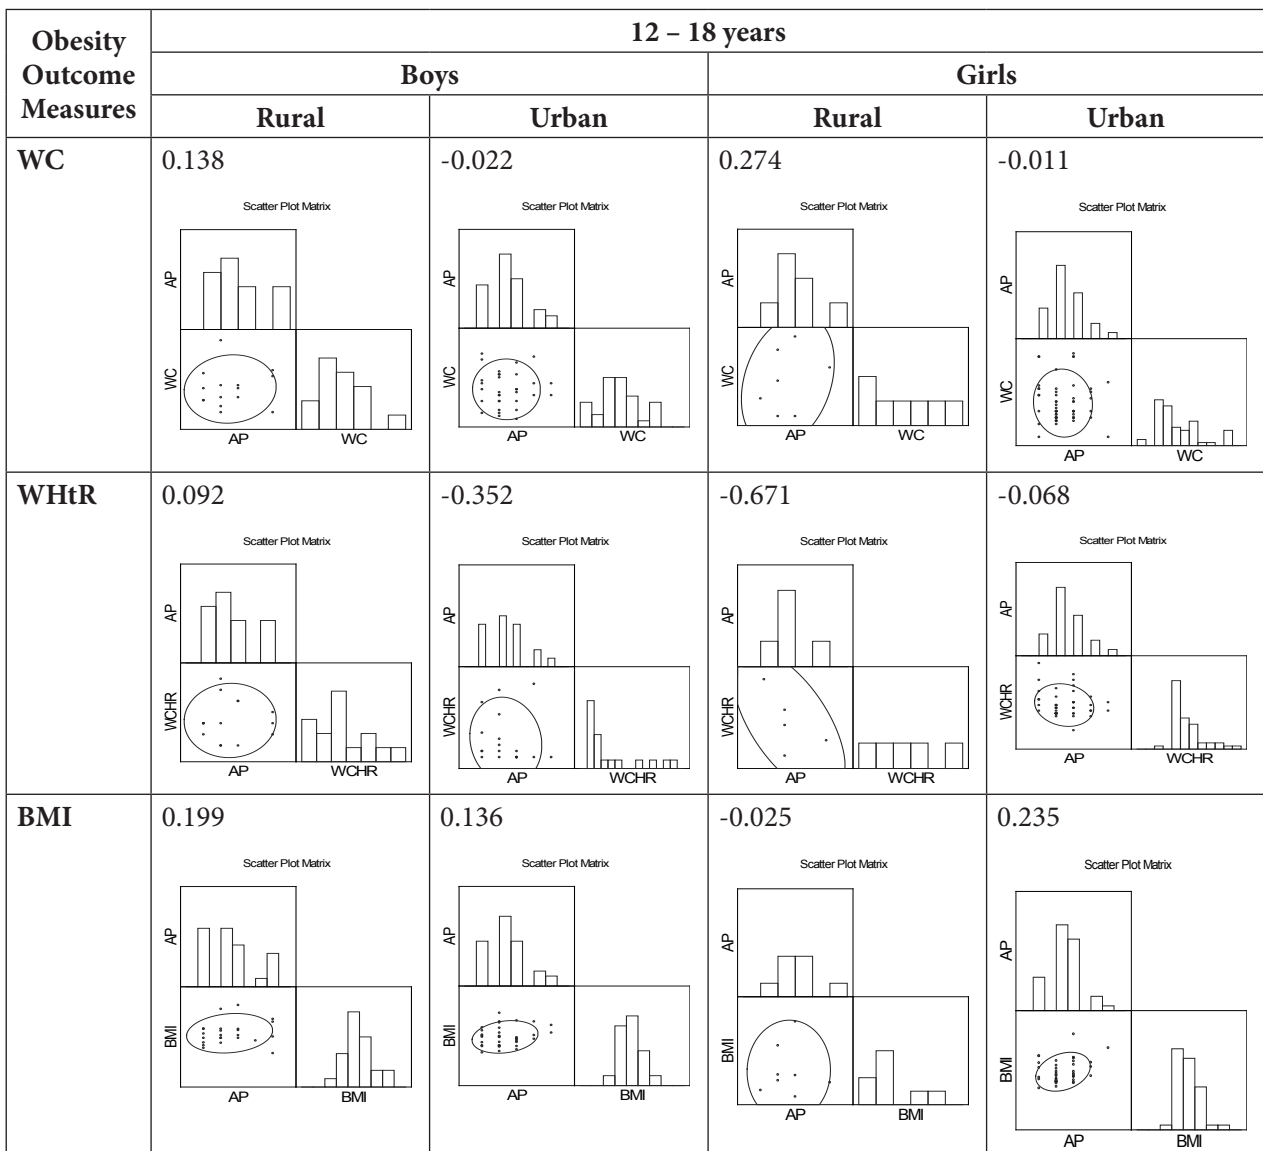 Obesity
Outcome
Measures
12 – 18 years
Boys
Girls
Rural
Urban
Rural
Urban
WC
0.138
-0.022
0.274
-0.011
Scatter Plot Matrix
Scatter Plot Matrix
Scatter Plot Matrix
Scatter Plot Matrix
AP
AP
AP
AP
WC
WC
WC
WC
AP
WC
AP
WC
AP
WC
AP
WC
WHtR
0.092
-0.352
-0.671
-0.068
Scatter Plot Matrix
Scatter Plot Matrix
Scatter Plot Matrix
Scatter Plot Matrix
AP
AP
AP
AP
WCHR
WCHR
WCHR
WCHR
AP
WCHR
AP
WCHR
AP
WCHR
AP
WCHR
BMI
0.199
0.136
-0.025
0.235
Scatter Plot Matrix
Scatter Plot Matrix
Scatter Plot Matrix
Scatter Plot Matrix
AP
AP
AP
AP
BMI
BMI
BMI
BMI
AP
BMI
AP
BMI
AP
BMI
AP
BMI